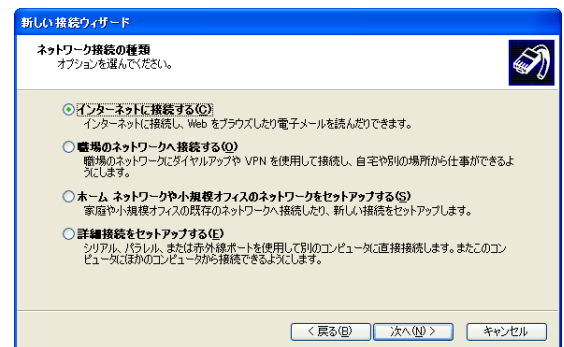 新しい接続ウィザード
ネットワーク接続の種類
オプションを選んでください。
インターネットに接続する(C)
インターネットに接続し、Web をブラウズしたり電子メールを読んだりできます。
職場のネットワークへ接続する(O)
職場のネットワークにダイヤルアップや VPN を使用して接続し、自宅や別の場所から仕事ができるよ
うにします。
ホーム ネットワークや小規模オフィスのネットワークをセットアップする(S)
家庭や小規模オフィスの既存のネットワークへ接続したり、新しい接続をセットアップします。
詳細接続をセットアップする(E)
シリアル、パラレル、または赤外線ポートを使用して別のコンピュータに直接接続します。またこのコン
ピュータにほかのコンピュータから接続できるようにします。
< 戻る(B) 次へ(N) > キャンセル